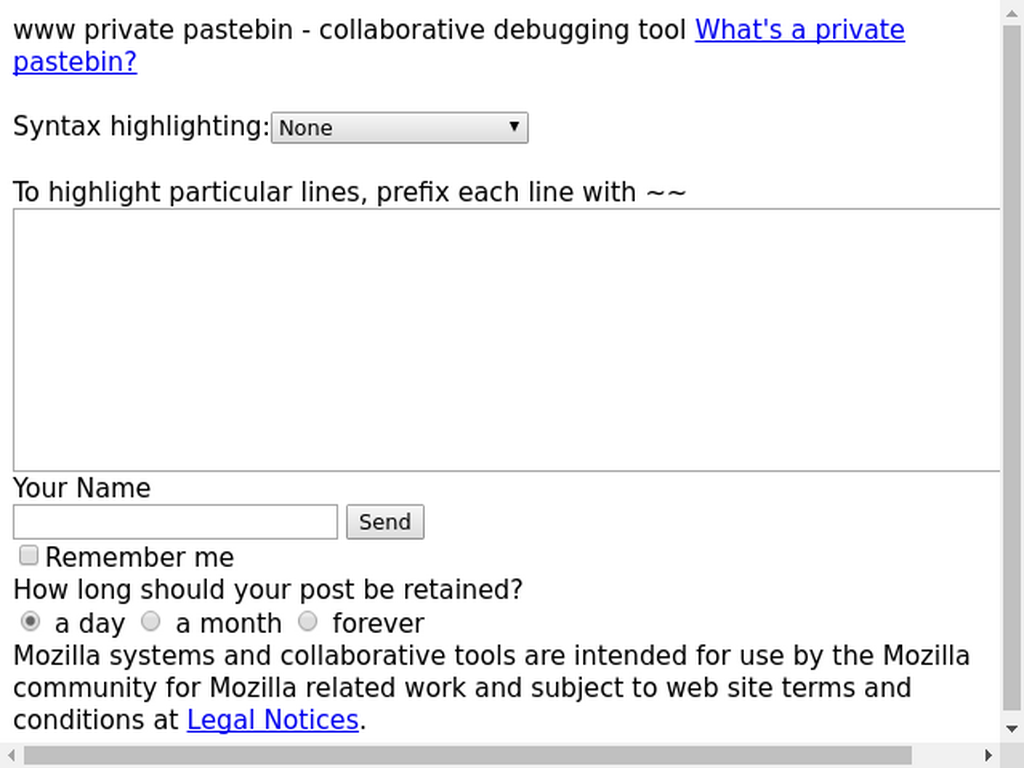 www private pastebin - collaborative debugging tool What's a private
pastebin?
Syntax highlighting: None
To highlight particular lines, prefix each line with ~~
Your Name
Send
Remember me
How long should your post be retained?
a day a month forever
Mozilla systems and collaborative tools are intended for use by the Mozilla
community for Mozilla related work and subject to web site terms and
conditions at Legal Notices.